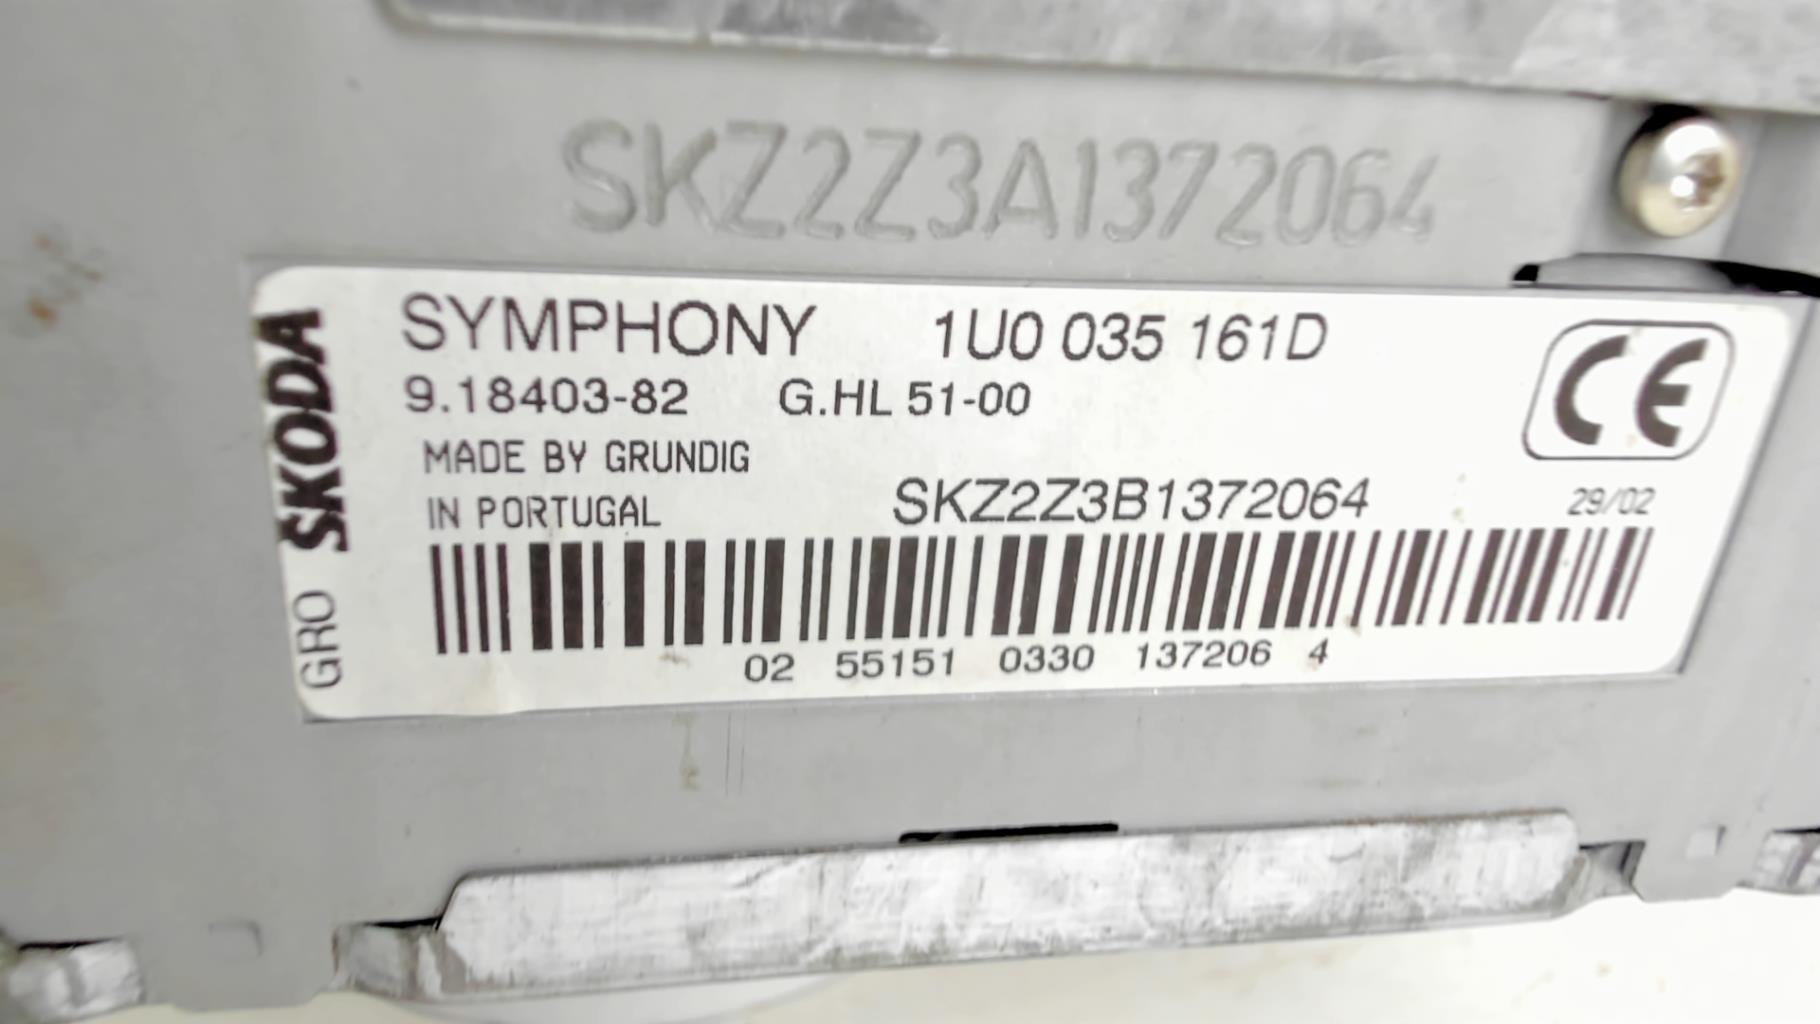 SKZ2Z3A1372064
SYMPHONY 1U0 035 161D
9.18403-82 G.HL 51-00
MADE BY GRUNDIG
IN PORTUGAL
SKZ2Z3B1372064
29/02
02 55151 0330 137206 4
CE
GRO ŠKODA